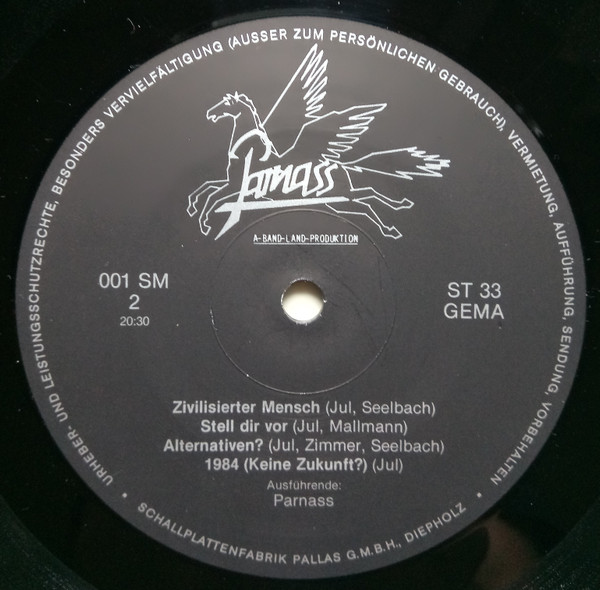 URHEBER- UND LEISTUNGSSCHUTZRECHTE, BESONDERS VERVIELFÄLTIGUNG (AUSSER ZUM PERSÖNLICHEN GEBRAUCH), VERMIETUNG, AUFFÜHRUNG, SENDUNG, VORBEHALTEN
Parnass
A-BAND-LAND-PRODUKTION
001 SM
2
20:30
ST 33
GEMA
Zivilisierter Mensch (Jul, Seelbach)
Stell dir vor (Jul, Mallmann)
Alternativen? (Jul, Zimmer, Seelbach)
1984 (Keine Zukunft?) (Jul)
Ausführende:
Parnass
• SCHALLPLATTENFABRIK PALLAS G.M.B.H., DIEPHOLZ •